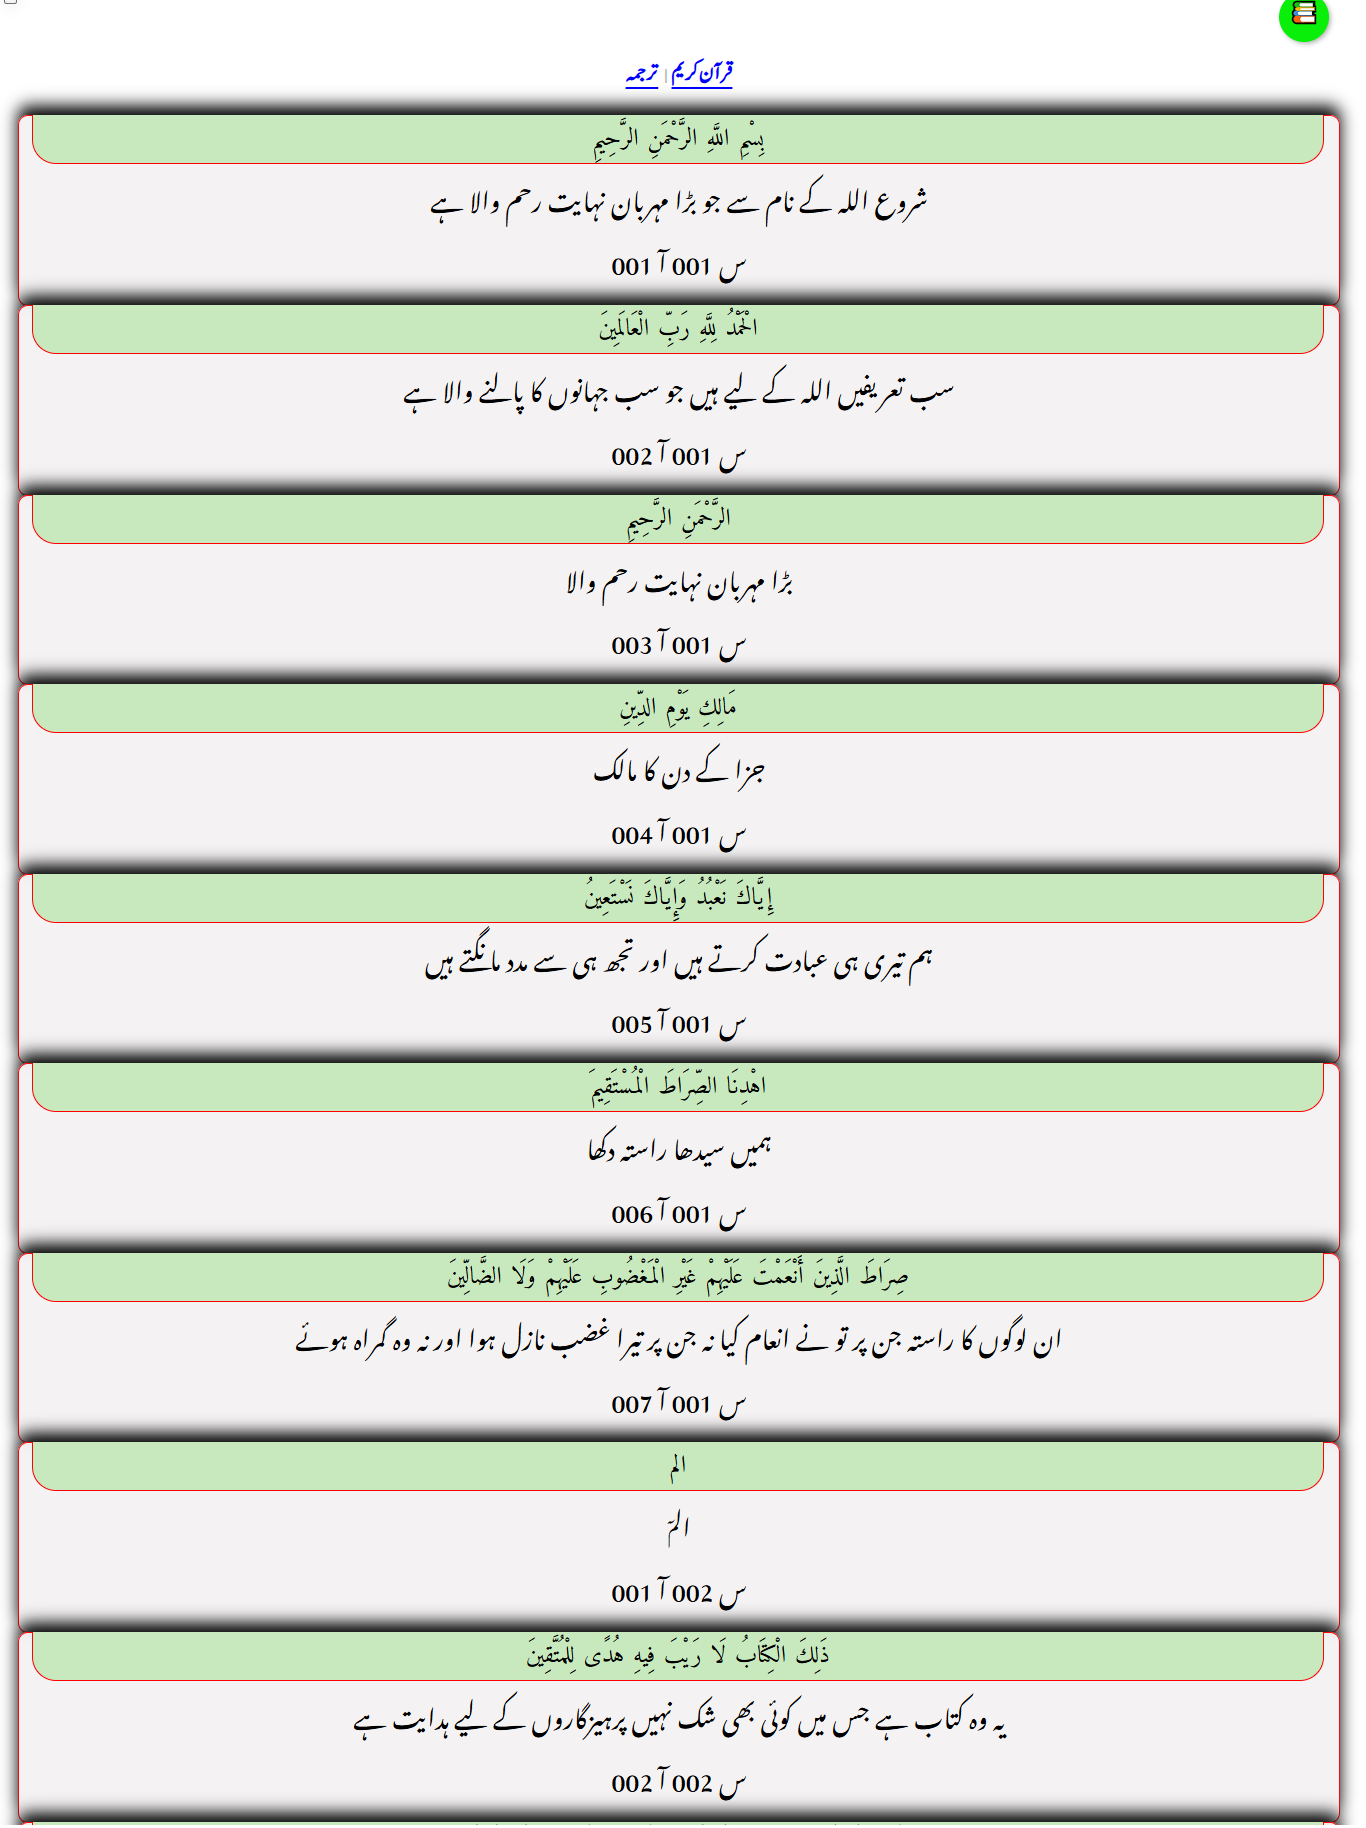 قرآن کریم | ترجمہ
بِسْمِ اللَّهِ الرَّحْمَنِ الرَّحِيمِ
شروع اللہ کے نام سے جو بڑا مہربان نہایت رحم والا ہے
س 001 آ 001
الْحَمْدُ لِلَّهِ رَبِّ الْعَالَمِينَ
سب تعریفیں اللہ کے لیے ہیں جو سب جہانوں کا پالنے والا ہے
س 001 آ 002
الرَّحْمَنِ الرَّحِيمِ
بڑا مہربان نہایت رحم والا
س 001 آ 003
مَالِكِ يَوْمِ الدِّينِ
جزا کے دن کا مالک
س 001 آ 004
إِيَّاكَ نَعْبُدُ وَإِيَّاكَ نَسْتَعِينُ
ہم تیری ہی عبادت کرتے ہیں اور تجھ ہی سے مدد مانگتے ہیں
س 001 آ 005
اهْدِنَا الصِّرَاطَ الْمُسْتَقِيمَ
ہمیں سیدھا راستہ دکھا
س 001 آ 006
صِرَاطَ الَّذِينَ أَنْعَمْتَ عَلَيْهِمْ غَيْرِ الْمَغْضُوبِ عَلَيْهِمْ وَلَا الضَّالِّينَ
ان لوگوں کا راستہ جن پر تو نے انعام کیا نہ جن پر تیرا غضب نازل ہوا اور نہ وہ گمراہ ہوئے
س 001 آ 007
الم
المۤ
س 002 آ 001
ذَلِكَ الْكِتَابُ لَا رَيْبَ فِيهِ هُدًى لِلْمُتَّقِينَ
یہ وہ کتاب ہے جس میں کوئی بھی شک نہیں پرہیزگاروں کے لیے ہدایت ہے
س 002 آ 002